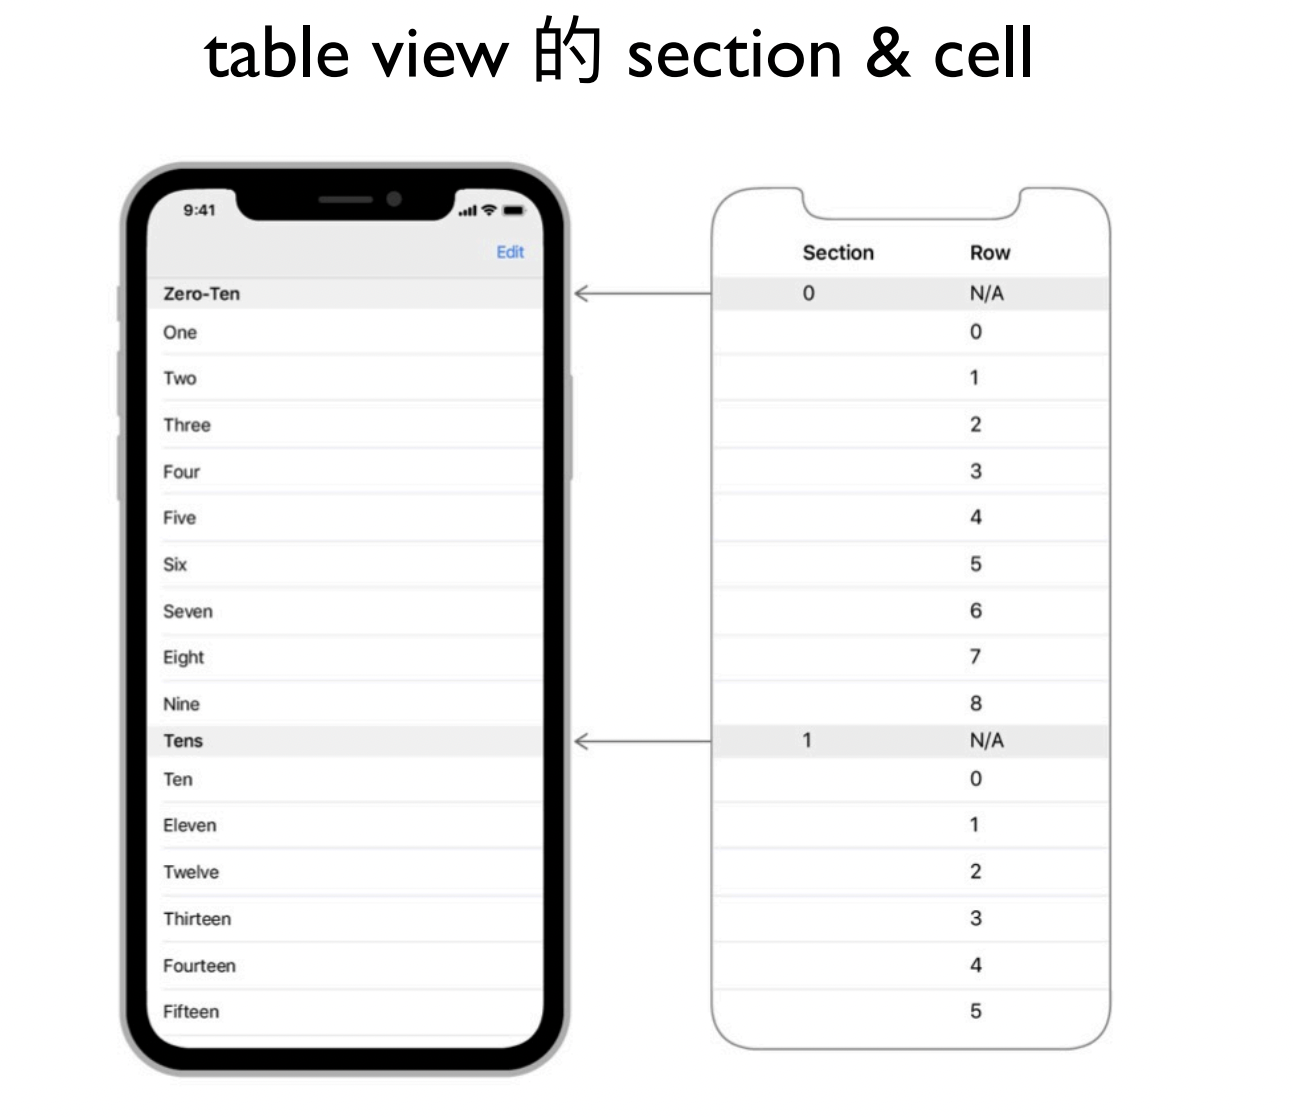 table view 的 section & cell
9:41
Edit
Section Row
Zero-Ten 0 N/A
One 0
Two 1
Three 2
Four 3
Five 4
Six 5
Seven 6
Eight 7
Nine 8
Tens 1 N/A
Ten 0
Eleven 1
Twelve 2
Thirteen 3
Fourteen 4
Fifteen 5